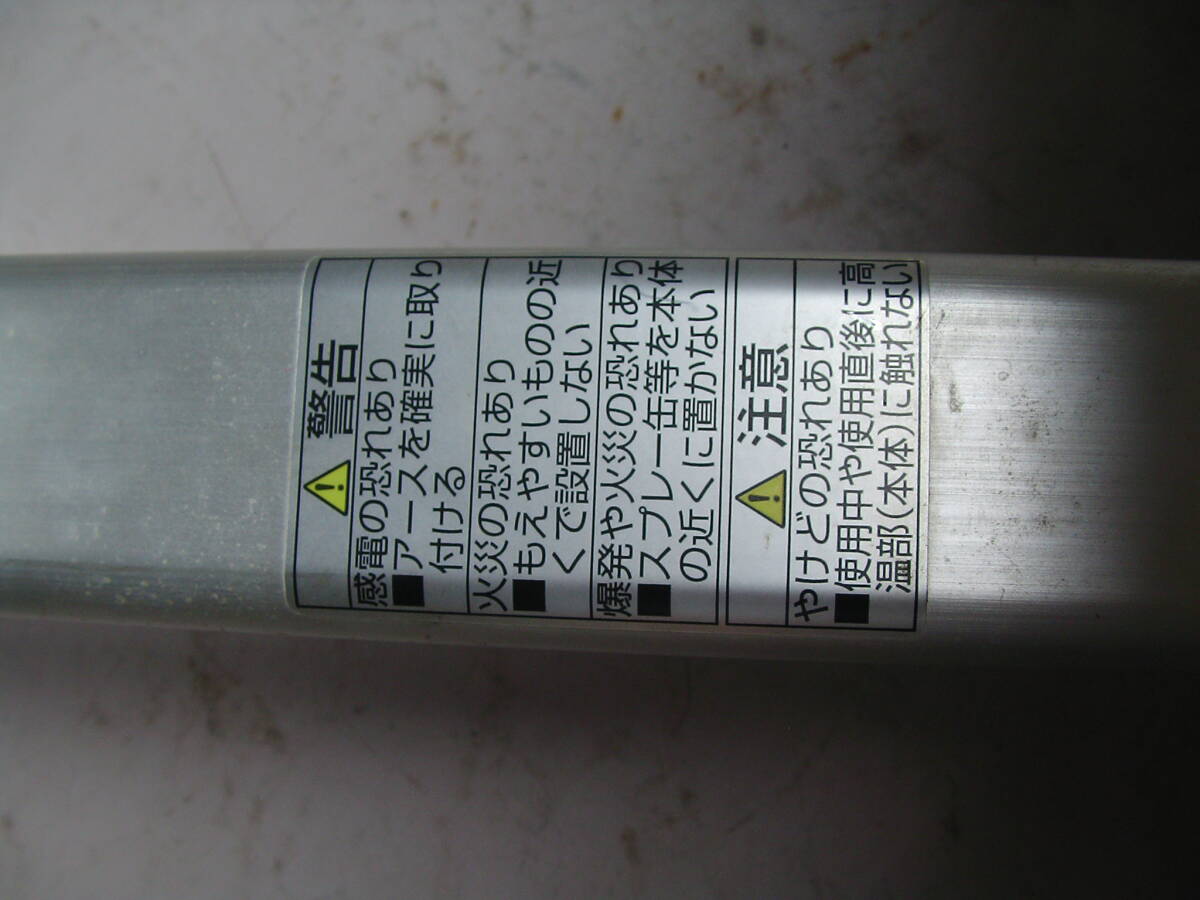 警告
感電の恐れあり
■アースを確実に取り
付ける
火災の恐れあり
■もえやすいものの近
くで設置しない
爆発や火災の恐れあり
■スプレー缶等を本体
の近くに置かない
注意
やけどの恐れあり
■使用中や使用直後に高
温部(本体)に触れない